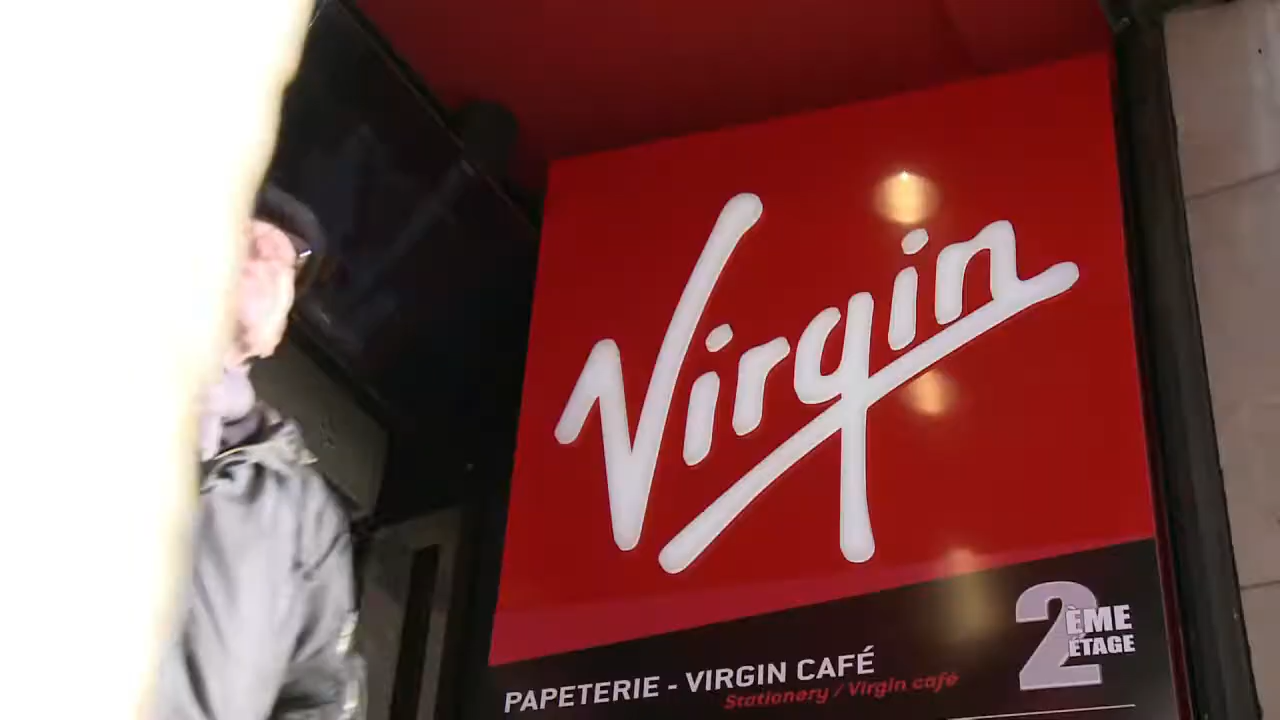 Virgin
2ÈME
ÉTAGE
PAPETERIE - VIRGIN CAFÉ
Stationery / Virgin café